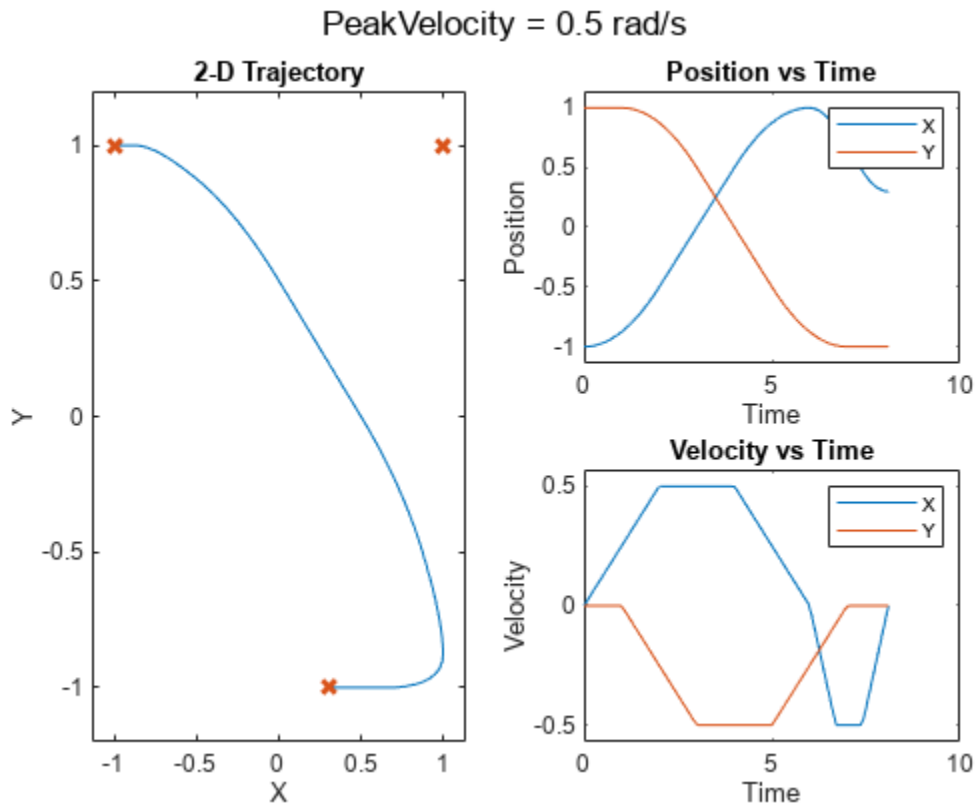 PeakVelocity = 0.5 rad/s
2-D Trajectory
1
0.5
0
-0.5
-1
Y
-1 -0.5 0 0.5 1
X
Position vs Time
1
0.5
0
-0.5
-1
Position
X
Y
0 5 10
Time
Velocity vs Time
0.5
0
-0.5
Velocity
X
Y
0 5 10
Time